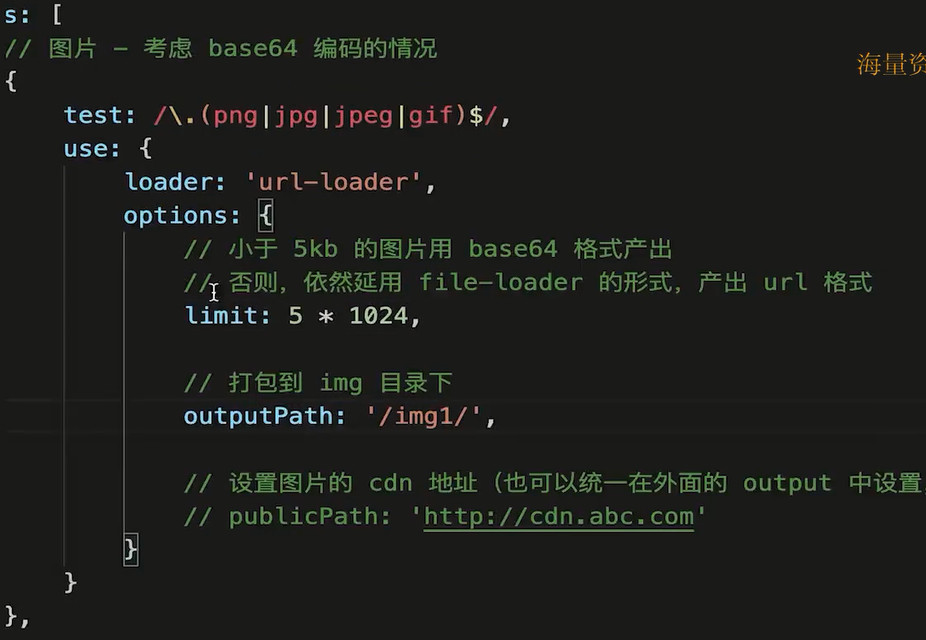 s: [
// 图片 - 考虑 base64 编码的情况
海量资
{
test: /\.(png|jpg|jpeg|gif)$/,
use: {
loader: 'url-loader',
options: {
// 小于 5kb 的图片用 base64 格式产出
// 否则，依然延用 file-loader 的形式，产出 url 格式
limit: 5 * 1024,
// 打包到 img 目录下
outputPath: '/img1/',
// 设置图片的 cdn 地址（也可以统一在外面的 output 中设置
// publicPath: 'http://cdn.abc.com'
}
}
},